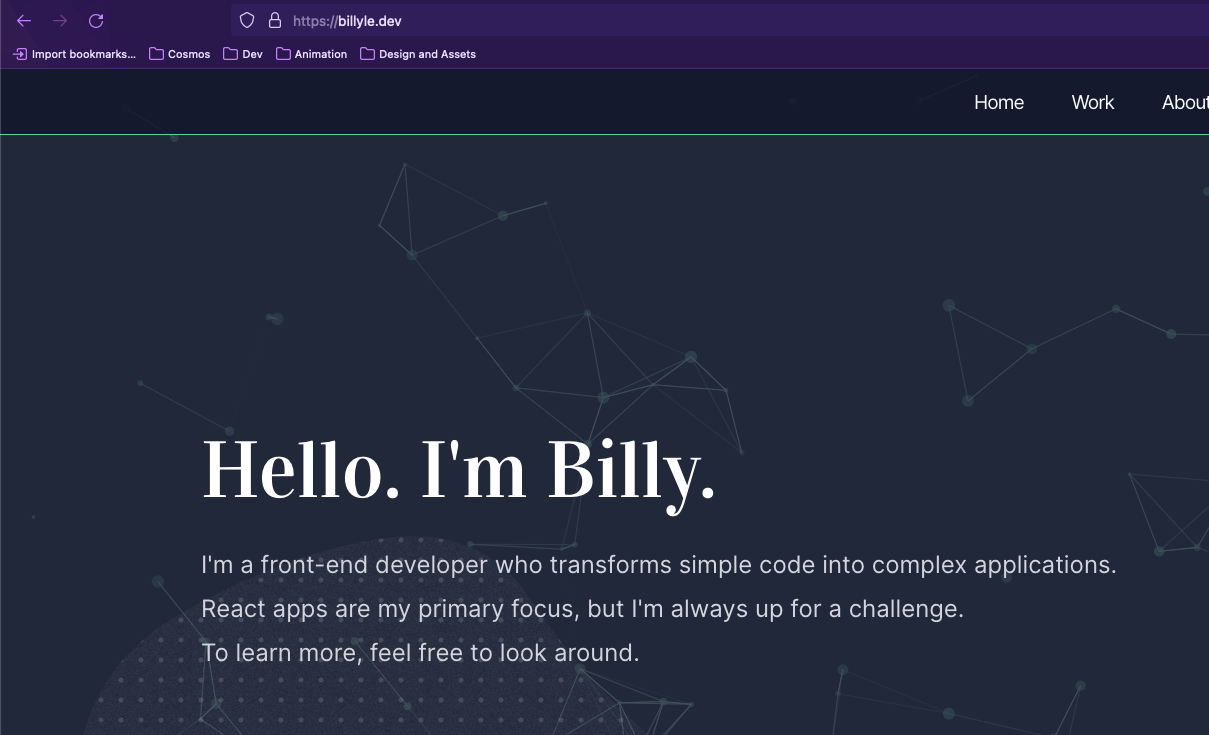 https://billyle.dev
Import bookmarks... Cosmos Dev Animation Design and Assets
Home Work About
Hello. I'm Billy.
I'm a front-end developer who transforms simple code into complex applications.
React apps are my primary focus, but I'm always up for a challenge.
To learn more, feel free to look around.